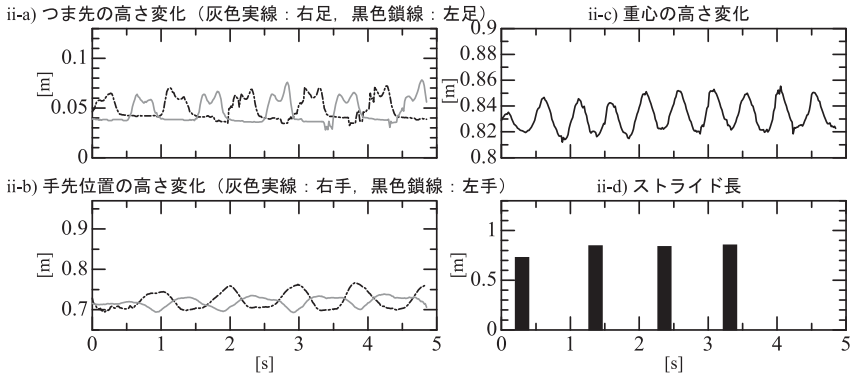 ii-a) つま先の高さ変化（灰色実線：右足，黒色鎖線：左足）
ii-c) 重心の高さ変化
0.1
0.05
0
[m]
0.9
0.88
0.86
0.84
0.82
0.8
[m]
ii-b) 手先位置の高さ変化（灰色実線：右手，黒色鎖線：左手）
ii-d) ストライド長
0.9
0.8
0.7
[m]
0 1 2 3 4 5
[s]
1
0.5
0
[m]
0 1 2 3 4 5
[s]